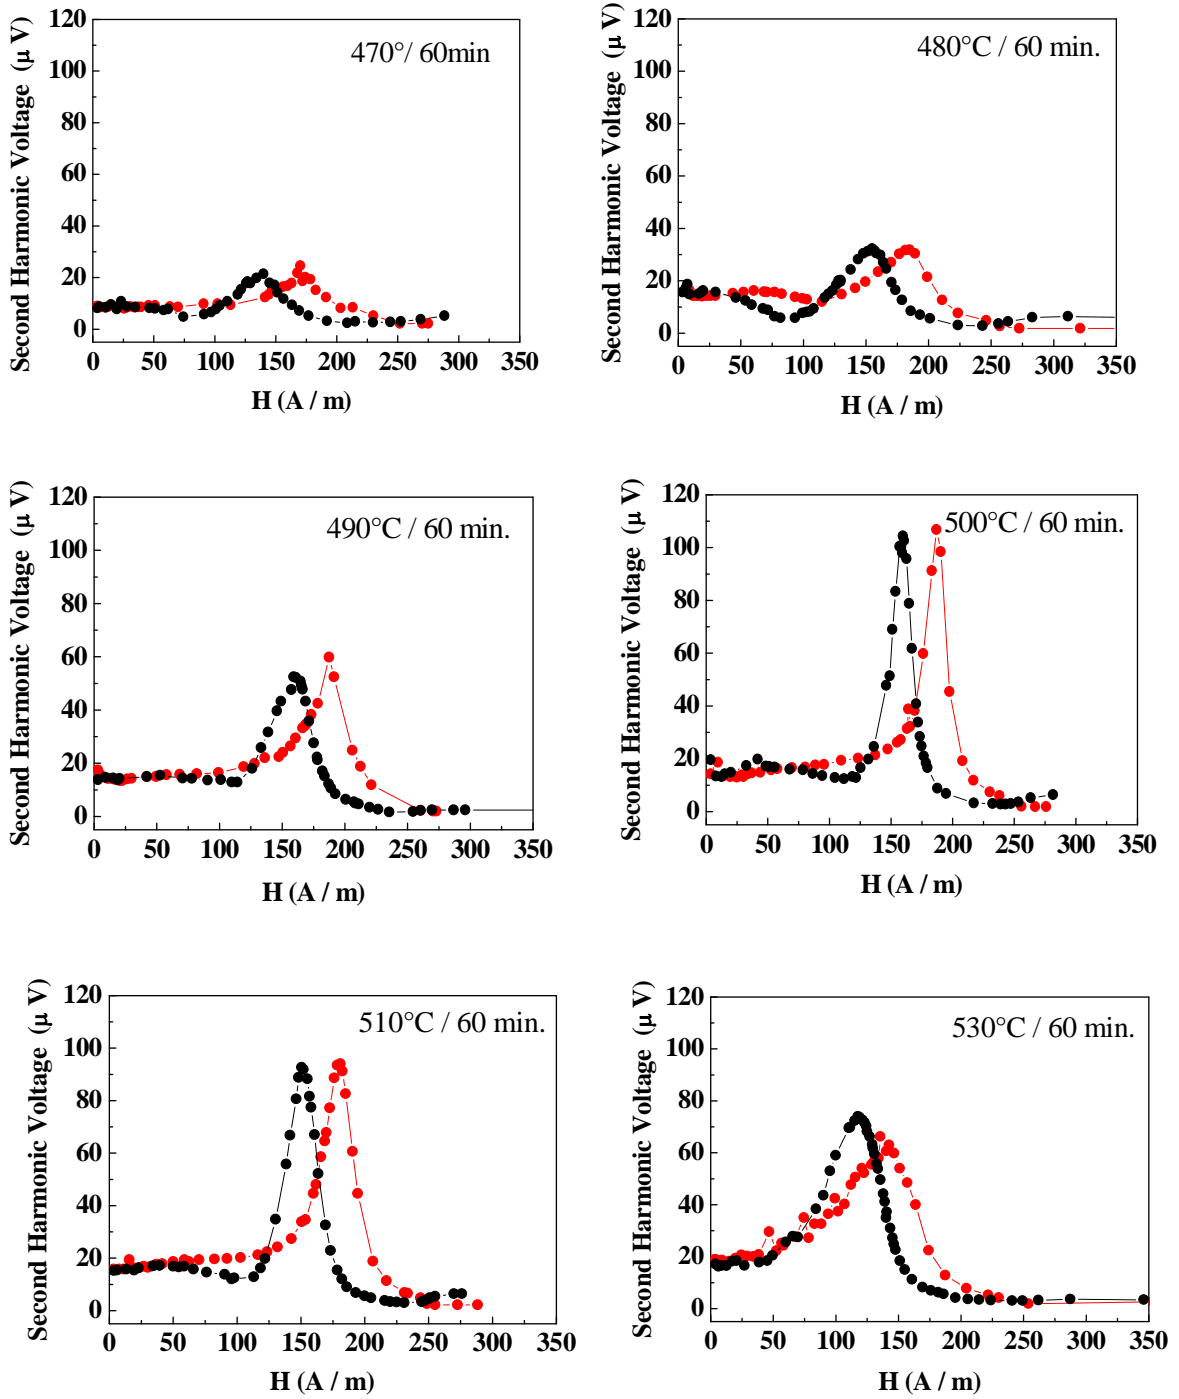 120
100
80
60
40
20
0
Second Harmonic Voltage (μ V)
470°/ 60min
0 50 100 150 200 250 300 350
H (A / m)
120
100
80
60
40
20
0
Second Harmonic Voltage (μ V)
480°C / 60 min.
0 50 100 150 200 250 300 350
H (A / m)
120
100
80
60
40
20
0
Second Harmonic Voltage (μ V)
490°C / 60 min.
0 50 100 150 200 250 300 350
H (A / m)
120
100
80
60
40
20
0
Second Harmonic Voltage (μ V)
500°C / 60 min.
0 50 100 150 200 250 300 350
H (A / m)
120
100
80
60
40
20
0
Second Harmonic Voltage (μ V)
510°C / 60 min.
0 50 100 150 200 250 300 350
H (A / m)
120
100
80
60
40
20
0
Second Harmonic Voltage (μ V)
530°C / 60 min.
0 50 100 150 200 250 300 350
H (A / m)